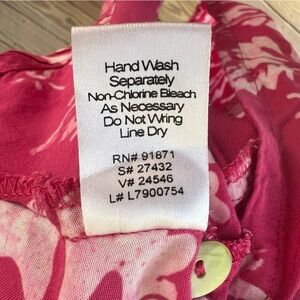 Hand Wash
Separately
Non-Chlorine Bleach
As Necessary
Do Not Wring
Line Dry
RN# 91871
S# 27432
V# 24546
L# L7900754